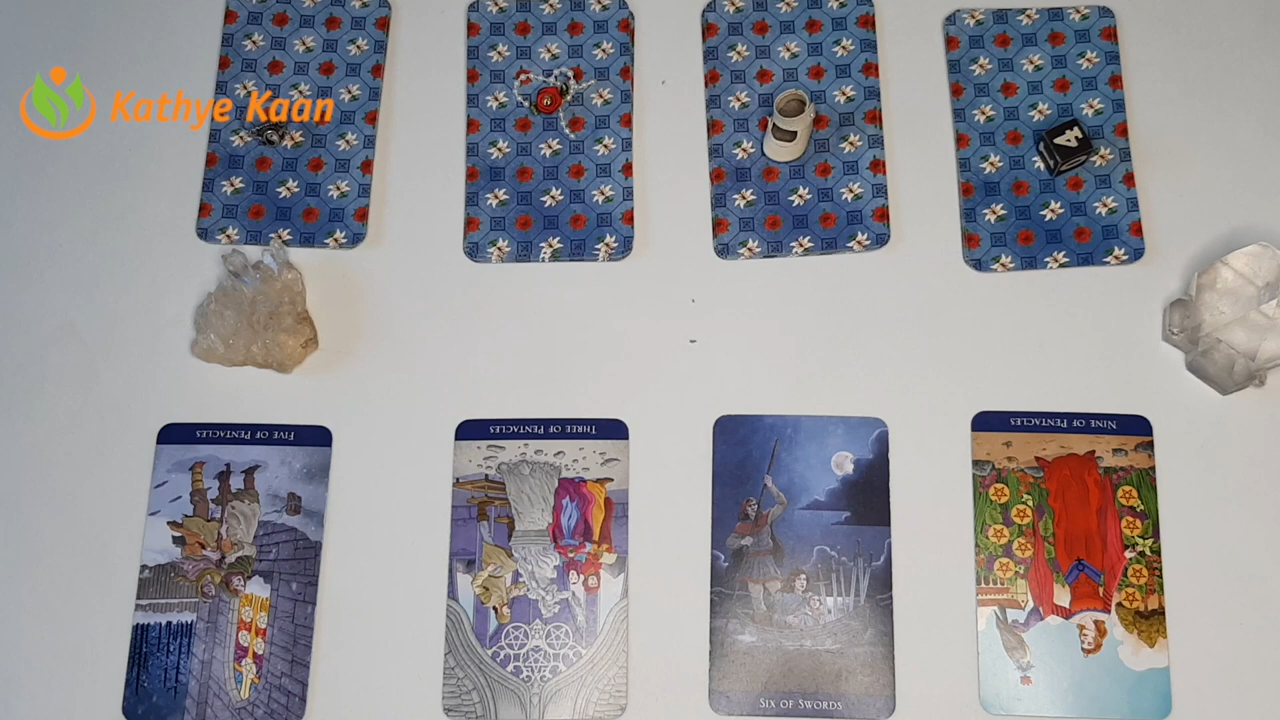 Kathye Kaan
4
FIVE OF PENTACLES
THREE OF PENTACLES
SIX OF SWORDS
NINE OF PENTACLES